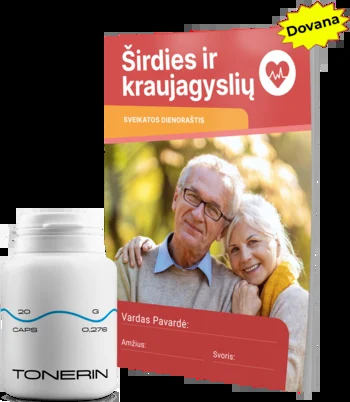 Dovana
Širdies ir
kraujagyslių
SVEIKATOS DIENORAŠTIS
Vardas Pavardė:
Amžius:
Svoris:
20 G
CAPS 0,276
TONERIN